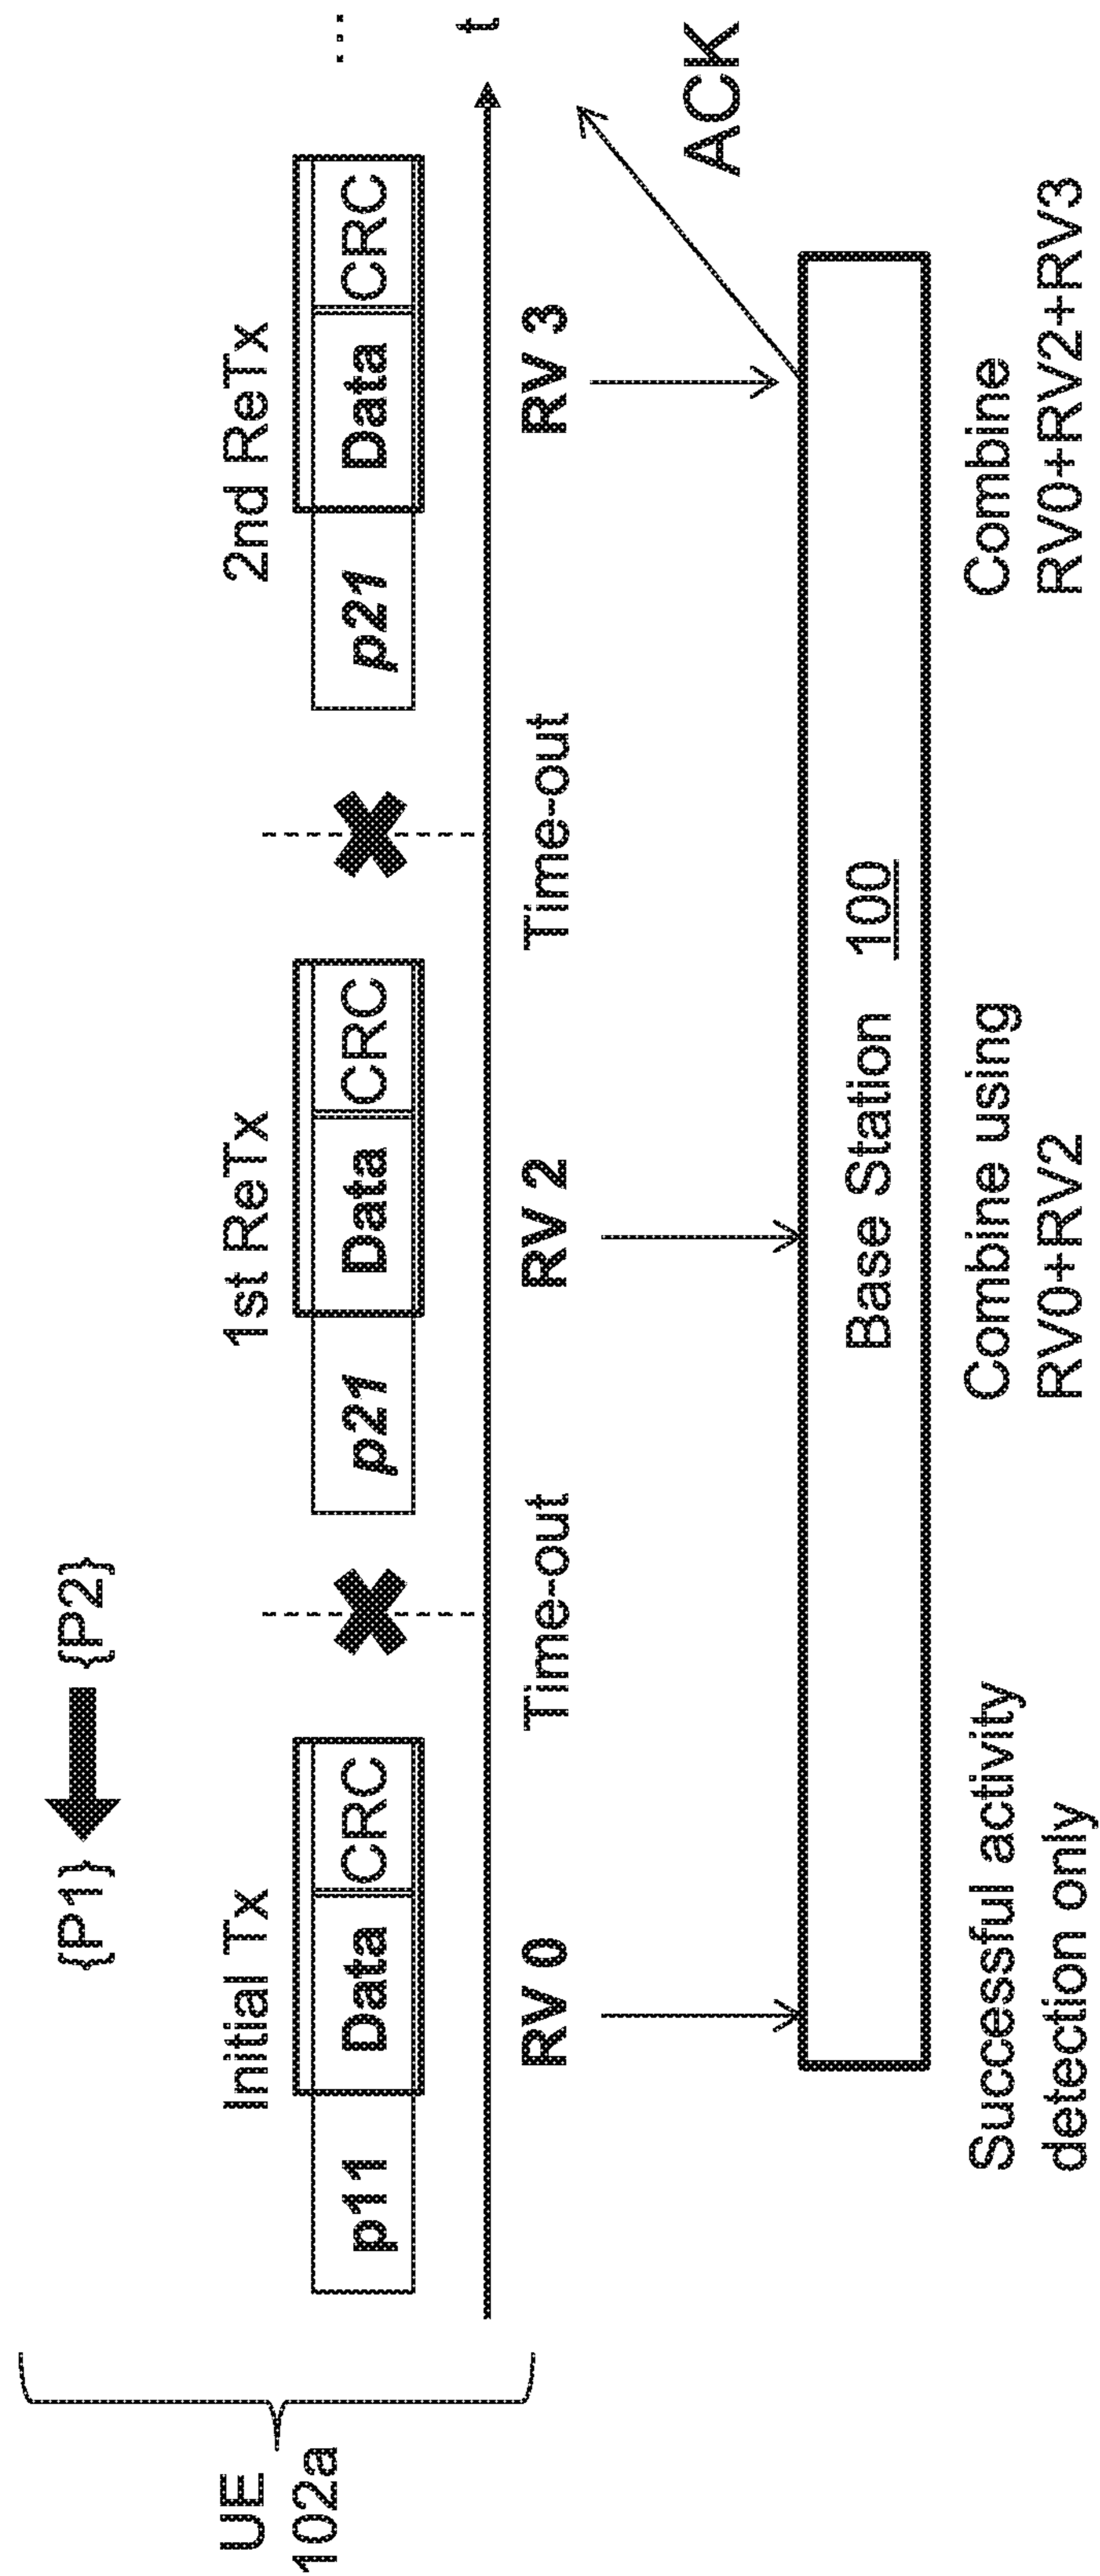 {P1} {P2}
Initial Tx 1st ReTx 2nd ReTx
UE
102a
p11 Data CRC p21 Data CRC p21 Data CRC ...
t
RV 0 Time-out RV 2 Time-out RV 3
ACK
Base Station 100
Successful activity
detection only
Combine using
RV0+RV2
Combine
RV0+RV2+RV3